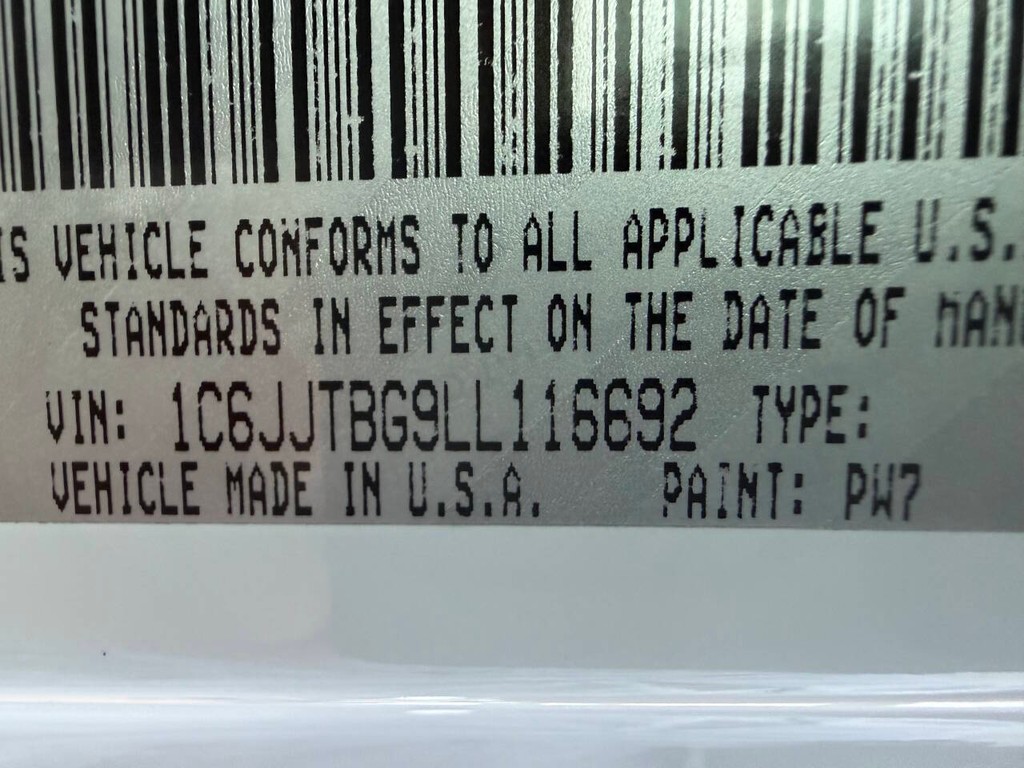 IS VEHICLE CONFORMS TO ALL APPLICABLE U.S.
STANDARDS IN EFFECT ON THE DATE OF MANU
VIN: 1C6JJTBG9LL116692 TYPE:
VEHICLE MADE IN U.S.A. PAINT: PW7